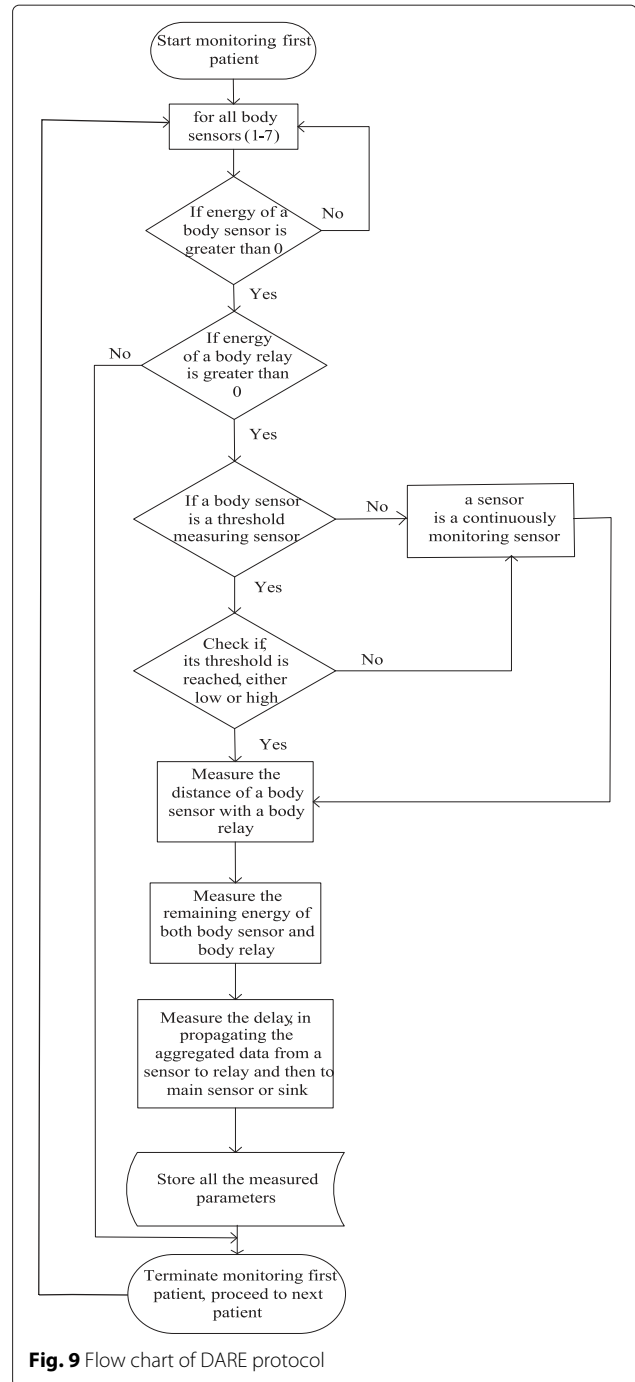 Start monitoring first
patient
for all body
sensors (1-7)
If energy of a
body sensor is
greater than 0
No
Yes
If energy
of a body relay
is greater than
0
No
Yes
If a body sensor
is a threshold
measuring sensor
No
a sensor
is a continuously
monitoring sensor
Yes
Check if,
its threshold is
reached, either
low or high
No
Yes
Measure the
distance of a body
sensor with a body
relay
Measure the
remaining energy of
both body sensor and
body relay
Measure the delay, in
propagating the
aggregated data from a
sensor to relay and then to
main sensor or sink
Store all the measured
parameters
Terminate monitoring first
patient, proceed to next
patient
Fig. 9 Flow chart of DARE protocol